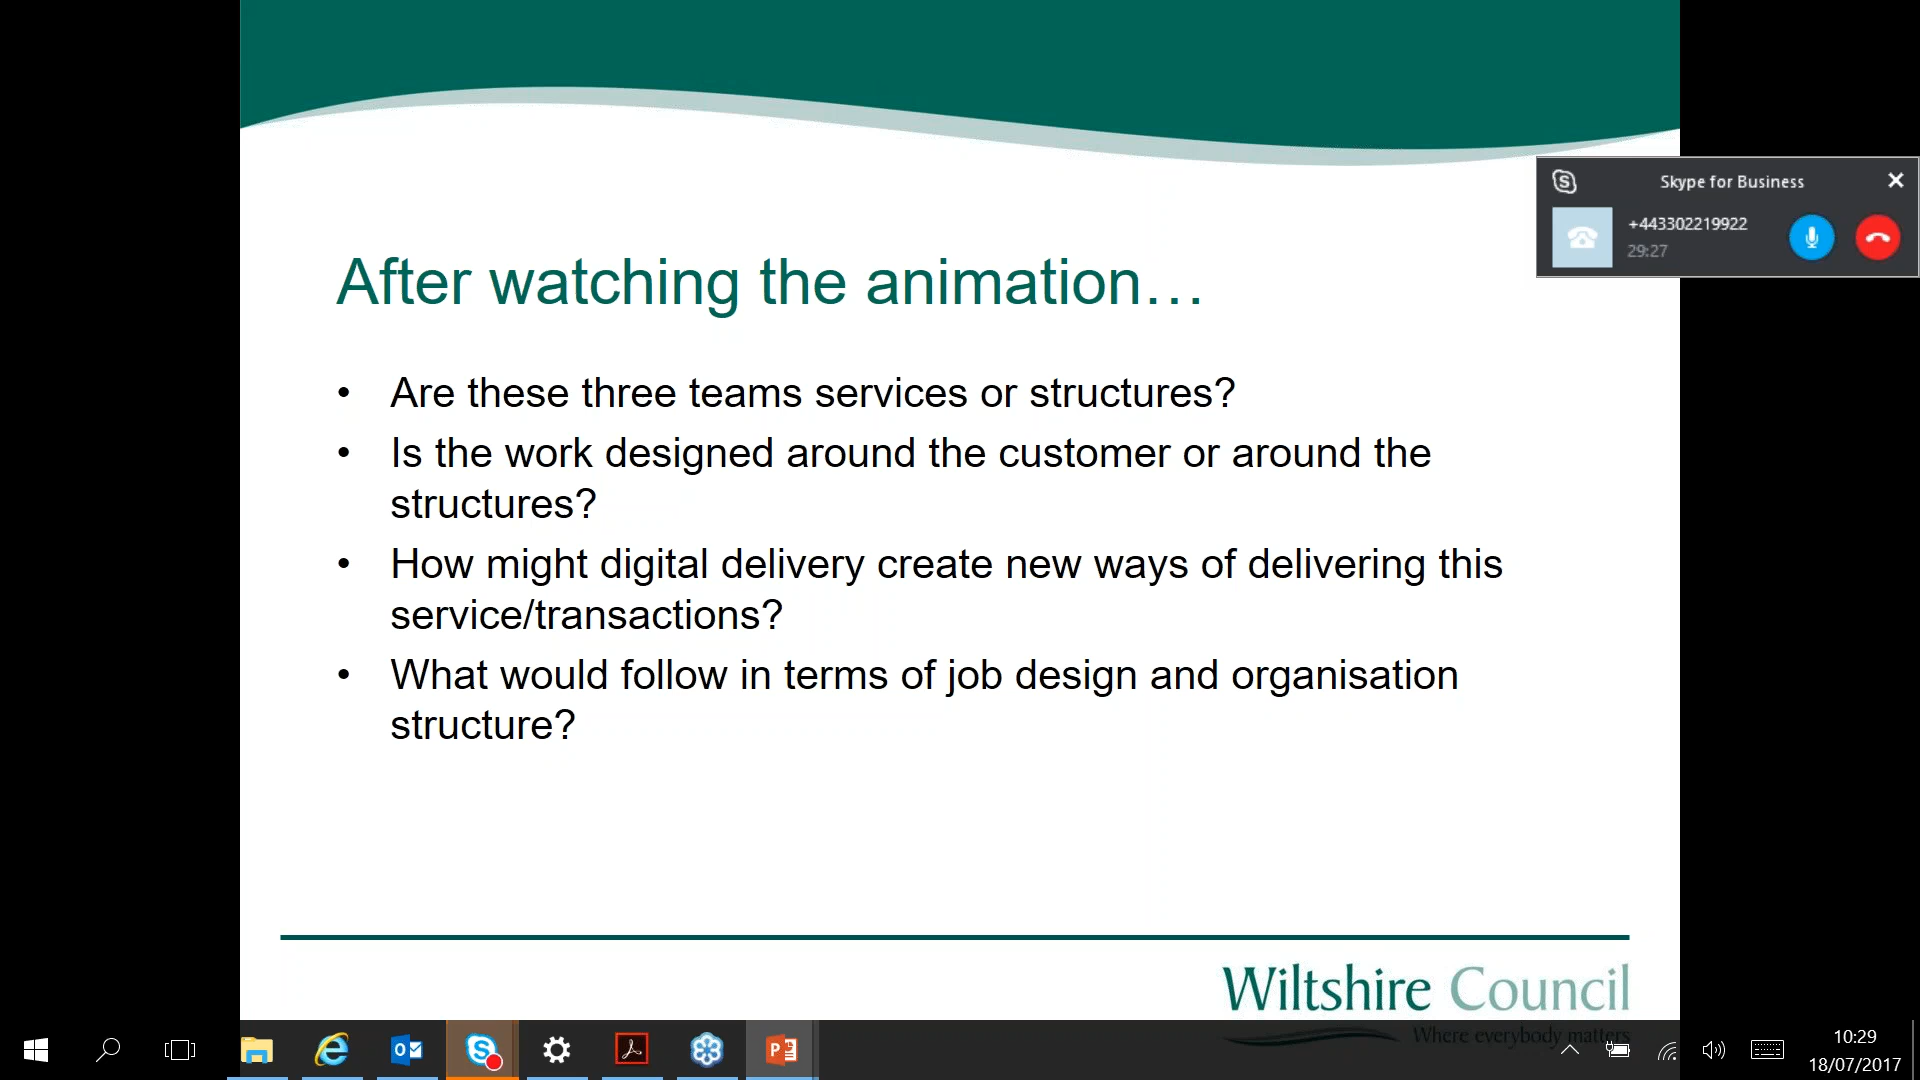 Skype for Business
+443302219922
29:27
After watching the animation…
• Are these three teams services or structures?
• Is the work designed around the customer or around the
structures?
• How might digital delivery create new ways of delivering this
service/transactions?
• What would follow in terms of job design and organisation
structure?
Wiltshire Council
Where everybody matters
10:29
18/07/2017